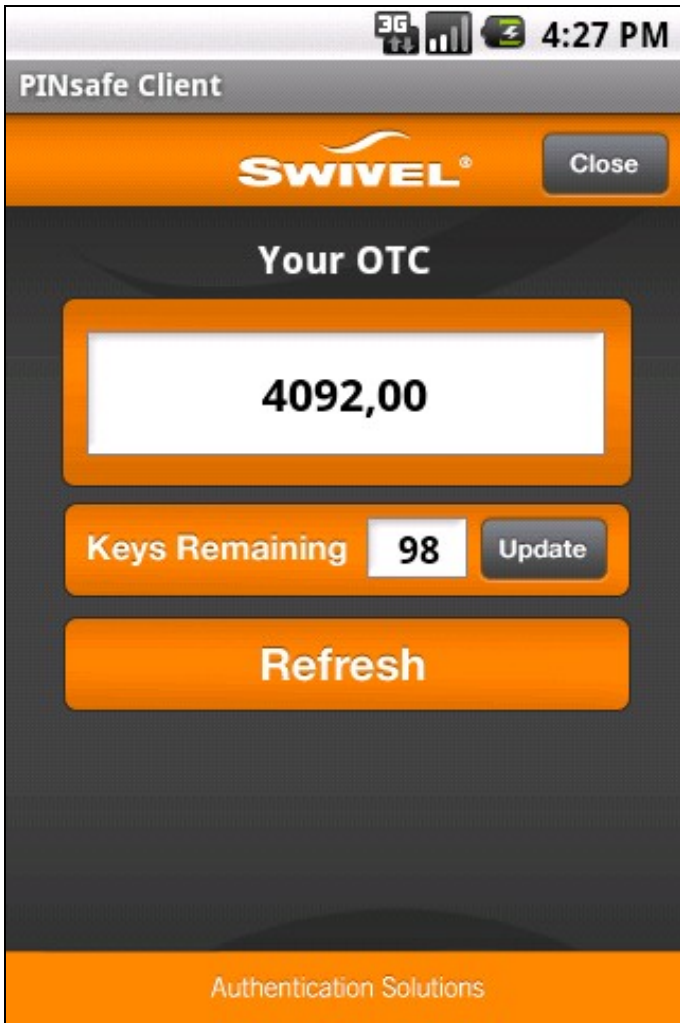 3G 4:27 PM
PINsafe Client
SWIVEL® Close
Your OTC
4092,00
Keys Remaining 98 Update
Refresh
Authentication Solutions